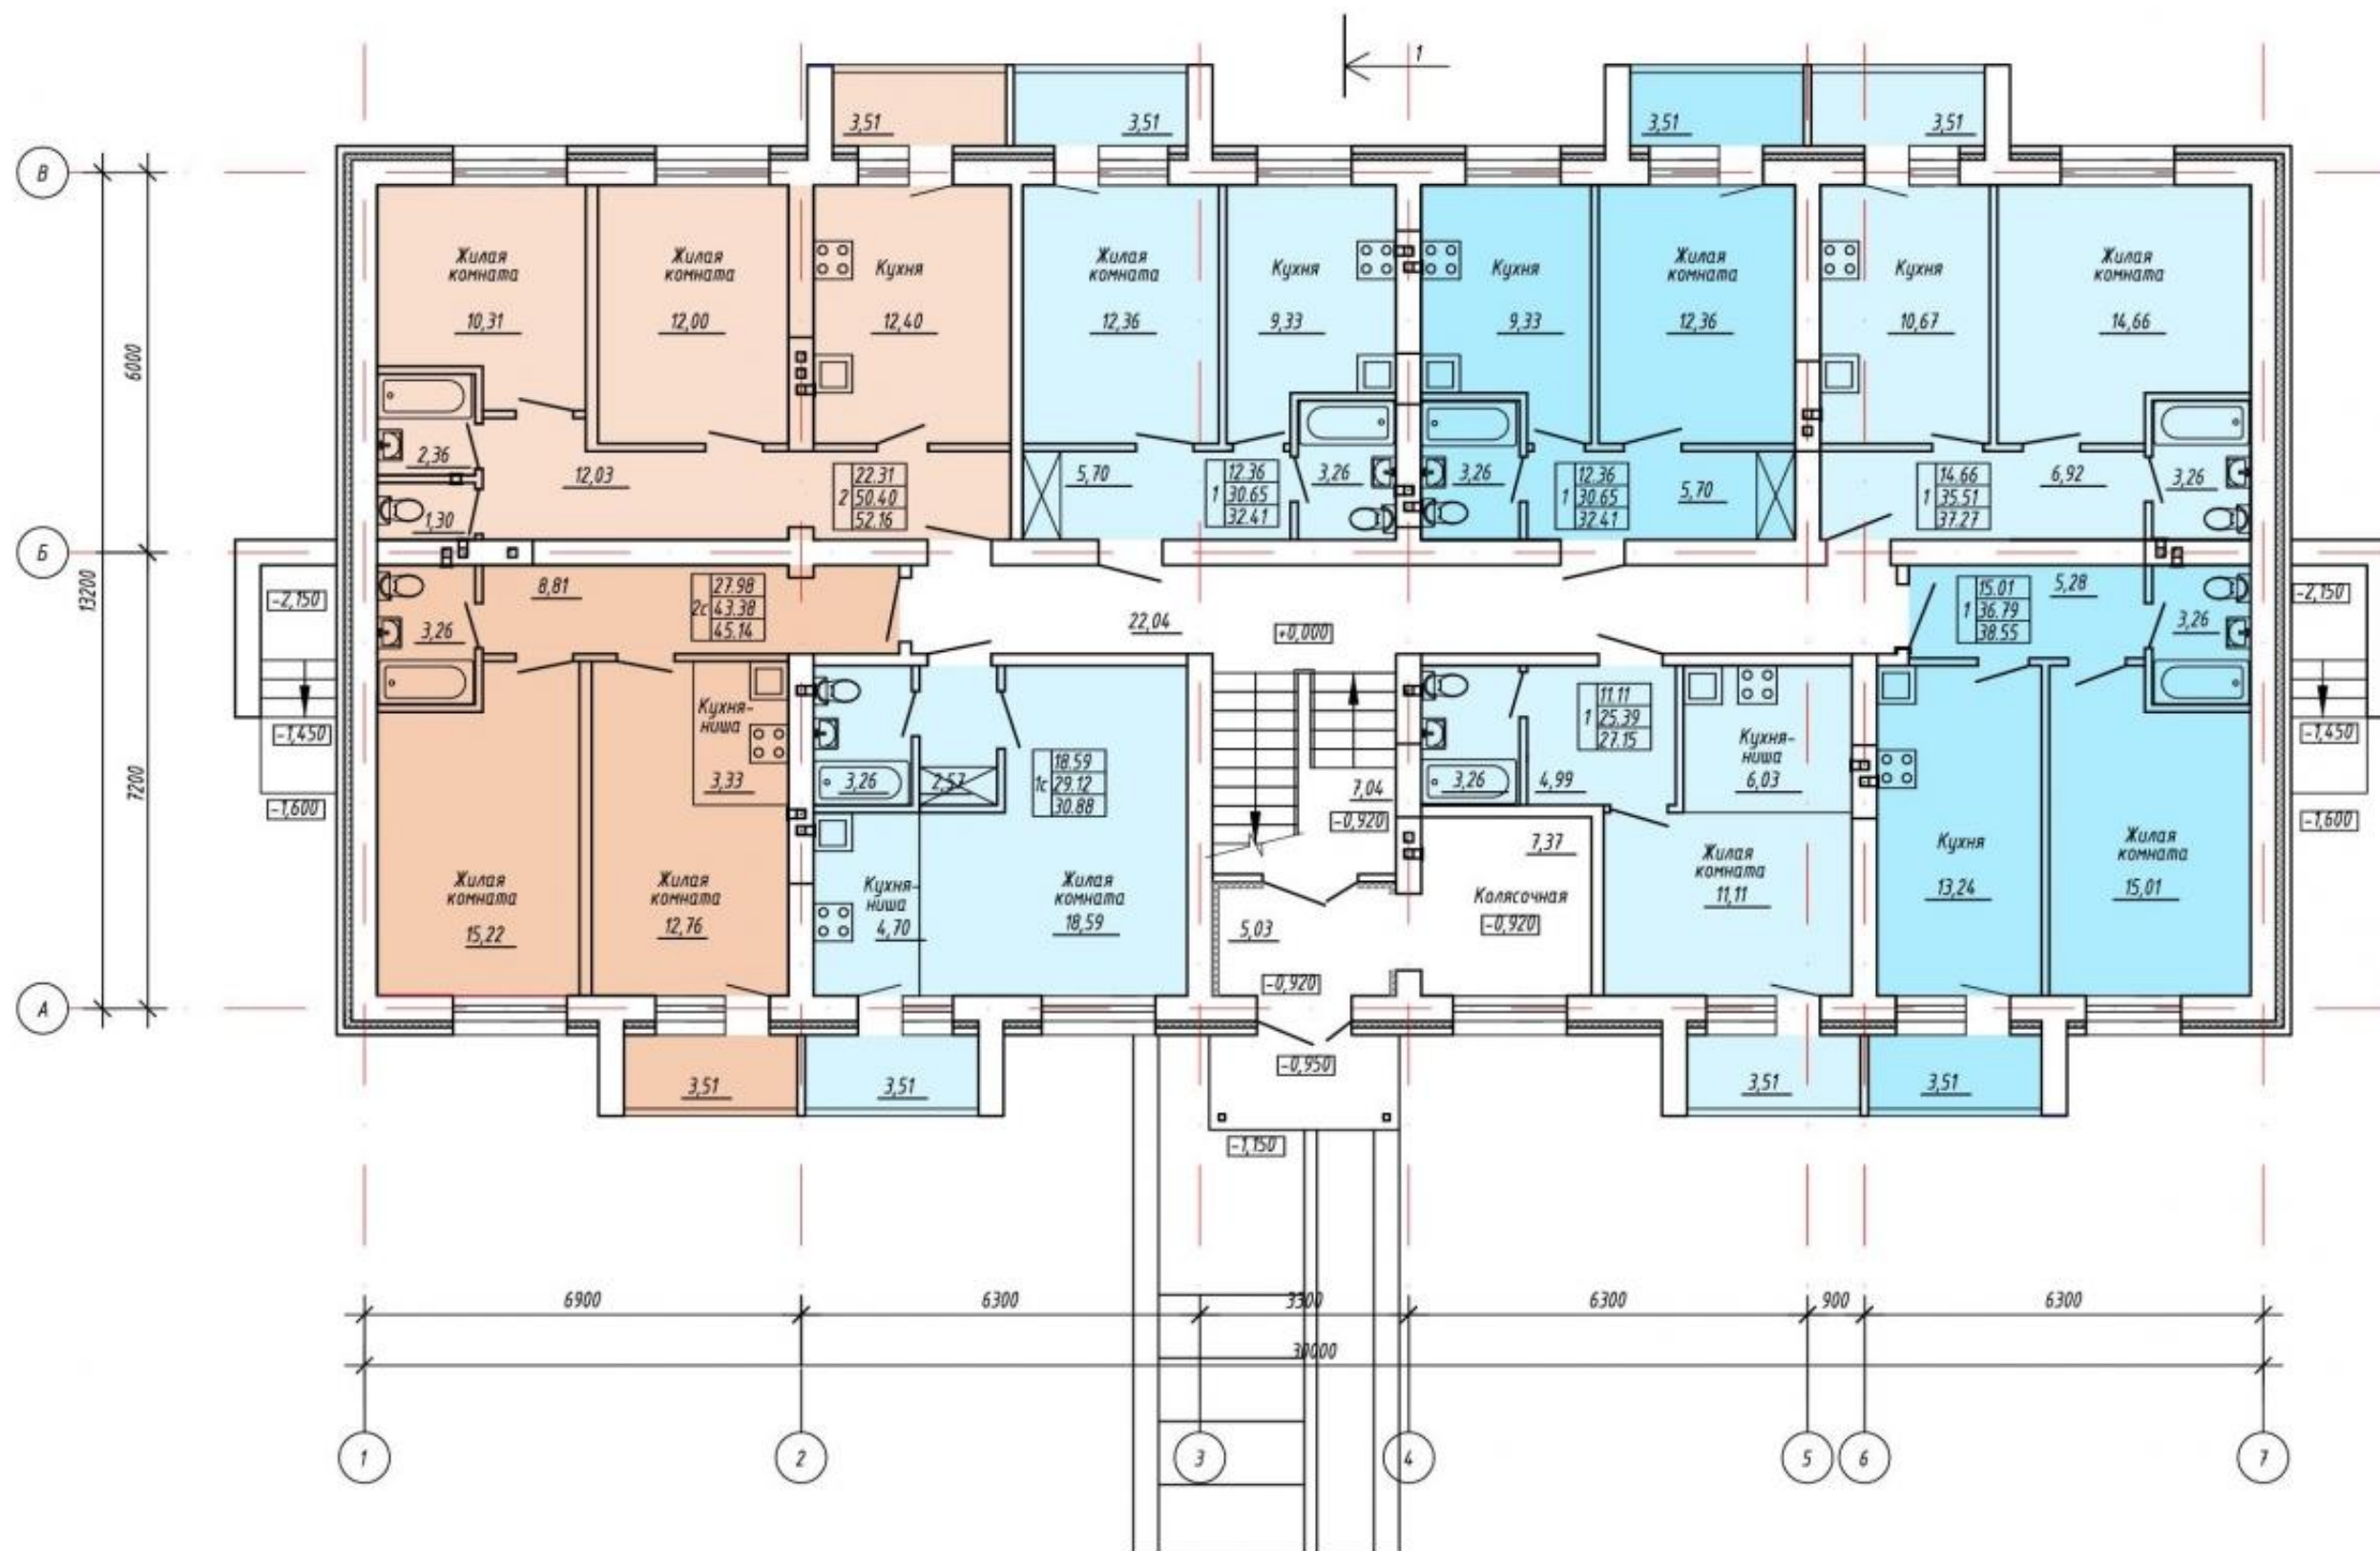 1
3,51
3,51
3,51
3,51
В
Жилая
комната
10,31
Жилая
комната
12,00
Кухня
12,40
Жилая
комната
12,36
Кухня
9,33
Кухня
9,33
Жилая
комната
12,36
Кухня
10,67
Жилая
комната
14,66
6000
2,36
12,03
1,30
2
22.31
50.40
52.16
5,70
1
12.36
30.65
32.41
3,26
3,26
1
12.36
30.65
32.41
5,70
1
14.66
35.51
37.27
6,92
3,26
Б
13200
-2,150
8,81
3,26
2с
27.98
43.38
45.14
22,04
+0,000
1
15.01
36.79
38.55
5,28
3,26
-2,150
-1,450
-1,600
7200
Кухня-
ниша
3,33
3,26
2,57
1с
18.59
29.12
30.88
7,04
-0,920
3,26
4,99
1
11.11
25.39
27.15
Кухня-
ниша
6,03
-1,450
-1,600
Жилая
комната
15,22
Жилая
комната
12,76
Кухня-
ниша
4,70
Жилая
комната
18,59
5,03
-0,920
7,37
Колясочная
-0,920
Жилая
комната
11,11
Кухня
13,24
Жилая
комната
15,01
А
3,51
3,51
-0,950
-1,150
3,51
3,51
6900
6300
3300
6300
900
6300
30000
1
2
3
4
5
6
7